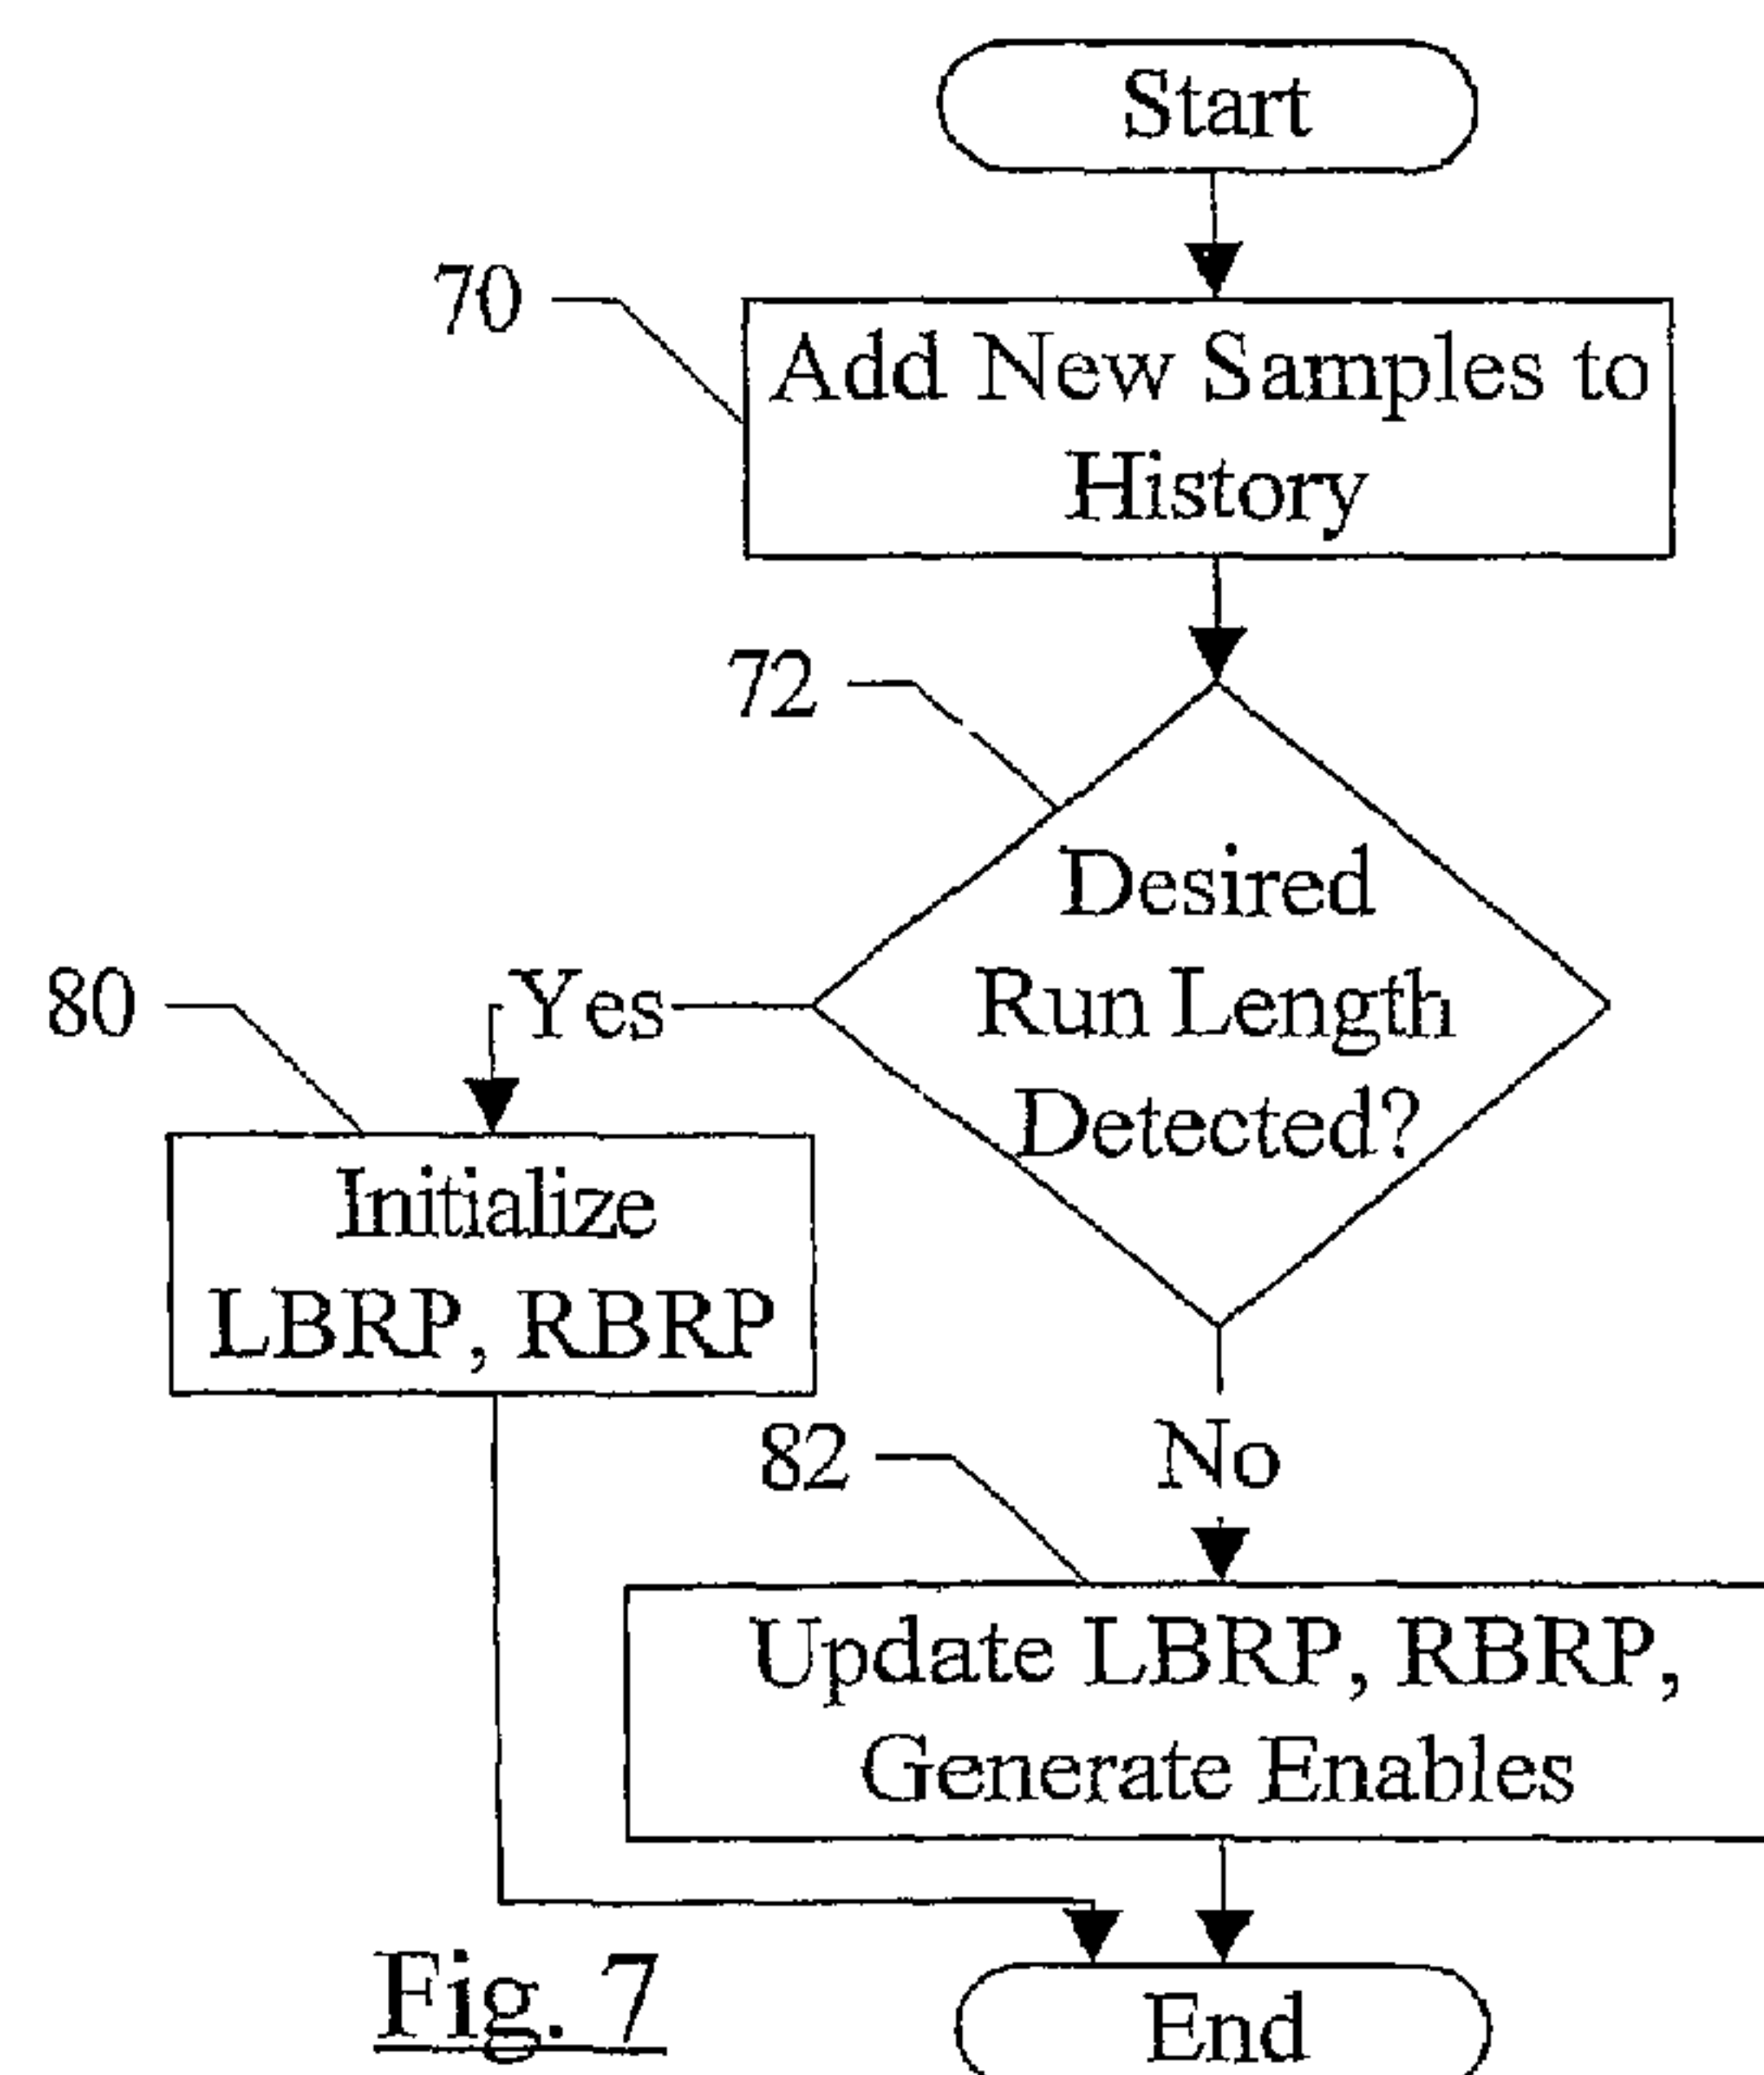 Start
70
Add New Samples to
History
72
Desired
Run Length
Detected?
Yes
80
Initialize
LBRP, RBRP
No
82
Update LBRP, RBRP,
Generate Enables
End
Fig. 7